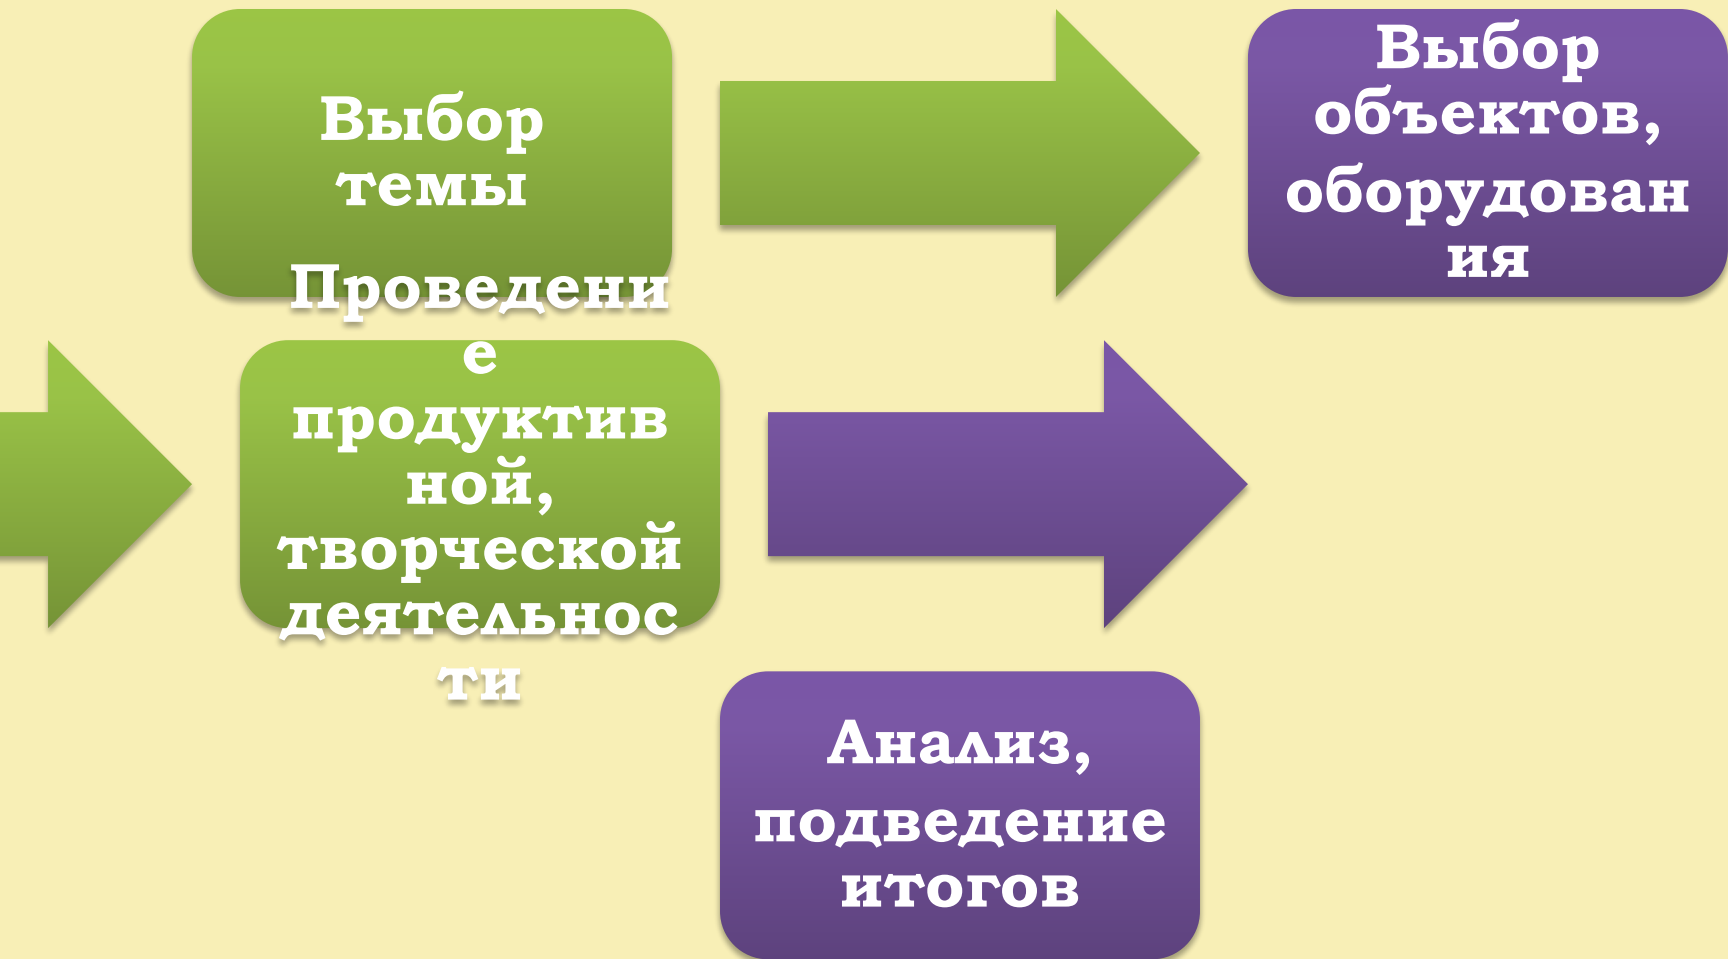 Выбор
темы
Выбор
объектов,
оборудован
ия
Проведени
е
продуктив
ной,
творческой
деятельнос
ти
Анализ,
подведение
итогов